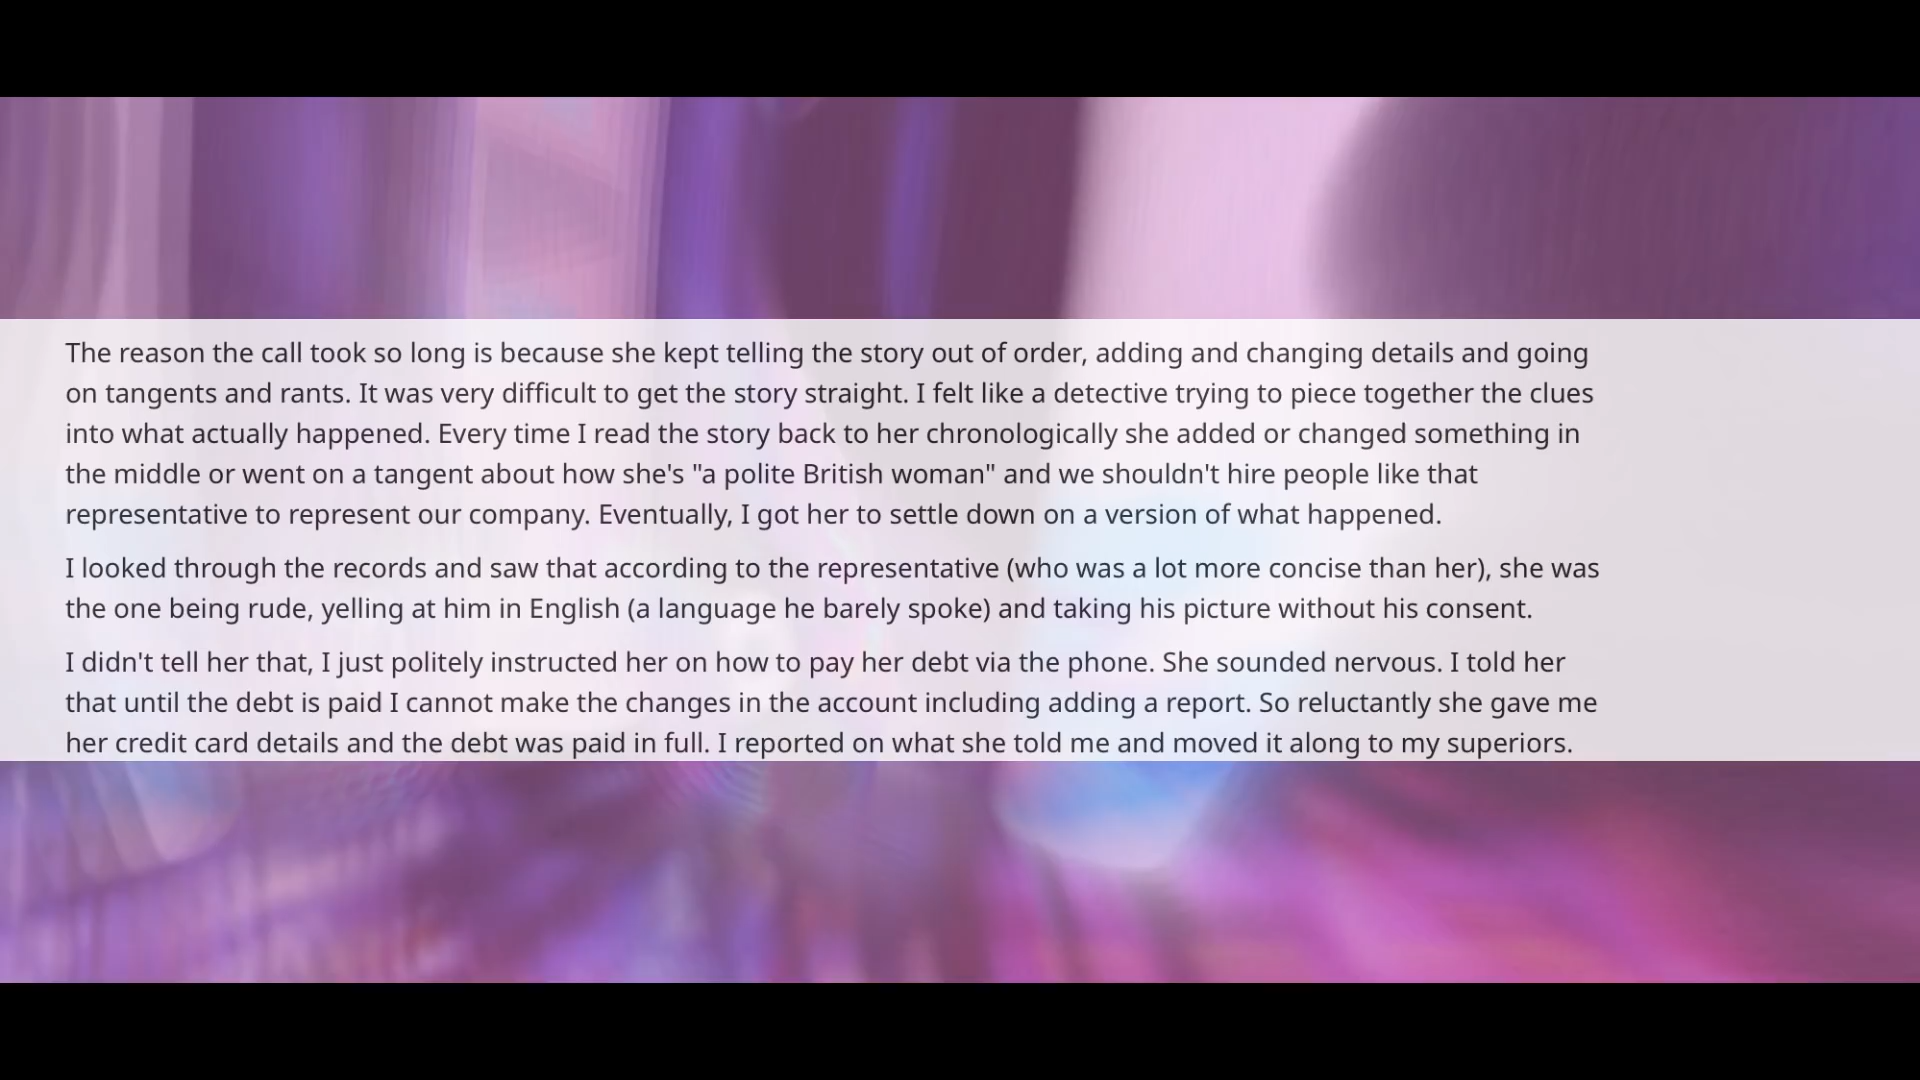 The reason the call took so long is because she kept telling the story out of order, adding and changing details and going
on tangents and rants. It was very difficult to get the story straight. I felt like a detective trying to piece together the clues
into what actually happened. Every time I read the story back to her chronologically she added or changed something in
the middle or went on a tangent about how she's "a polite British woman" and we shouldn't hire people like that
representative to represent our company. Eventually, I got her to settle down on a version of what happened.
I looked through the records and saw that according to the representative (who was a lot more concise than her), she was
the one being rude, yelling at him in English (a language he barely spoke) and taking his picture without his consent.
I didn't tell her that, I just politely instructed her on how to pay her debt via the phone. She sounded nervous. I told her
that until the debt is paid I cannot make the changes in the account including adding a report. So reluctantly she gave me
her credit card details and the debt was paid in full. I reported on what she told me and moved it along to my superiors.